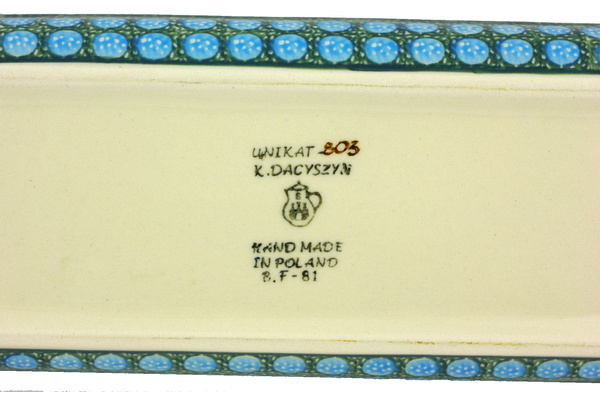 UNIKAT 803
K. DACYSZYN
HAND MADE
IN POLAND
B.F-81